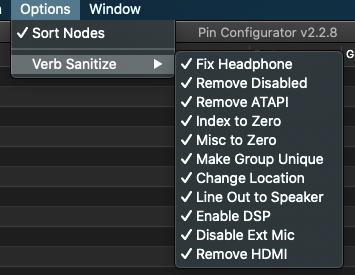 Options
Window
✓ Sort Nodes
Pin Configurator v2.2.8
Verb Sanitize ▶
G
✓ Fix Headphone
✓ Remove Disabled
✓ Remove ATAPI
✓ Index to Zero
✓ Misc to Zero
✓ Make Group Unique
✓ Change Location
✓ Line Out to Speaker
✓ Enable DSP
✓ Disable Ext Mic
✓ Remove HDMI